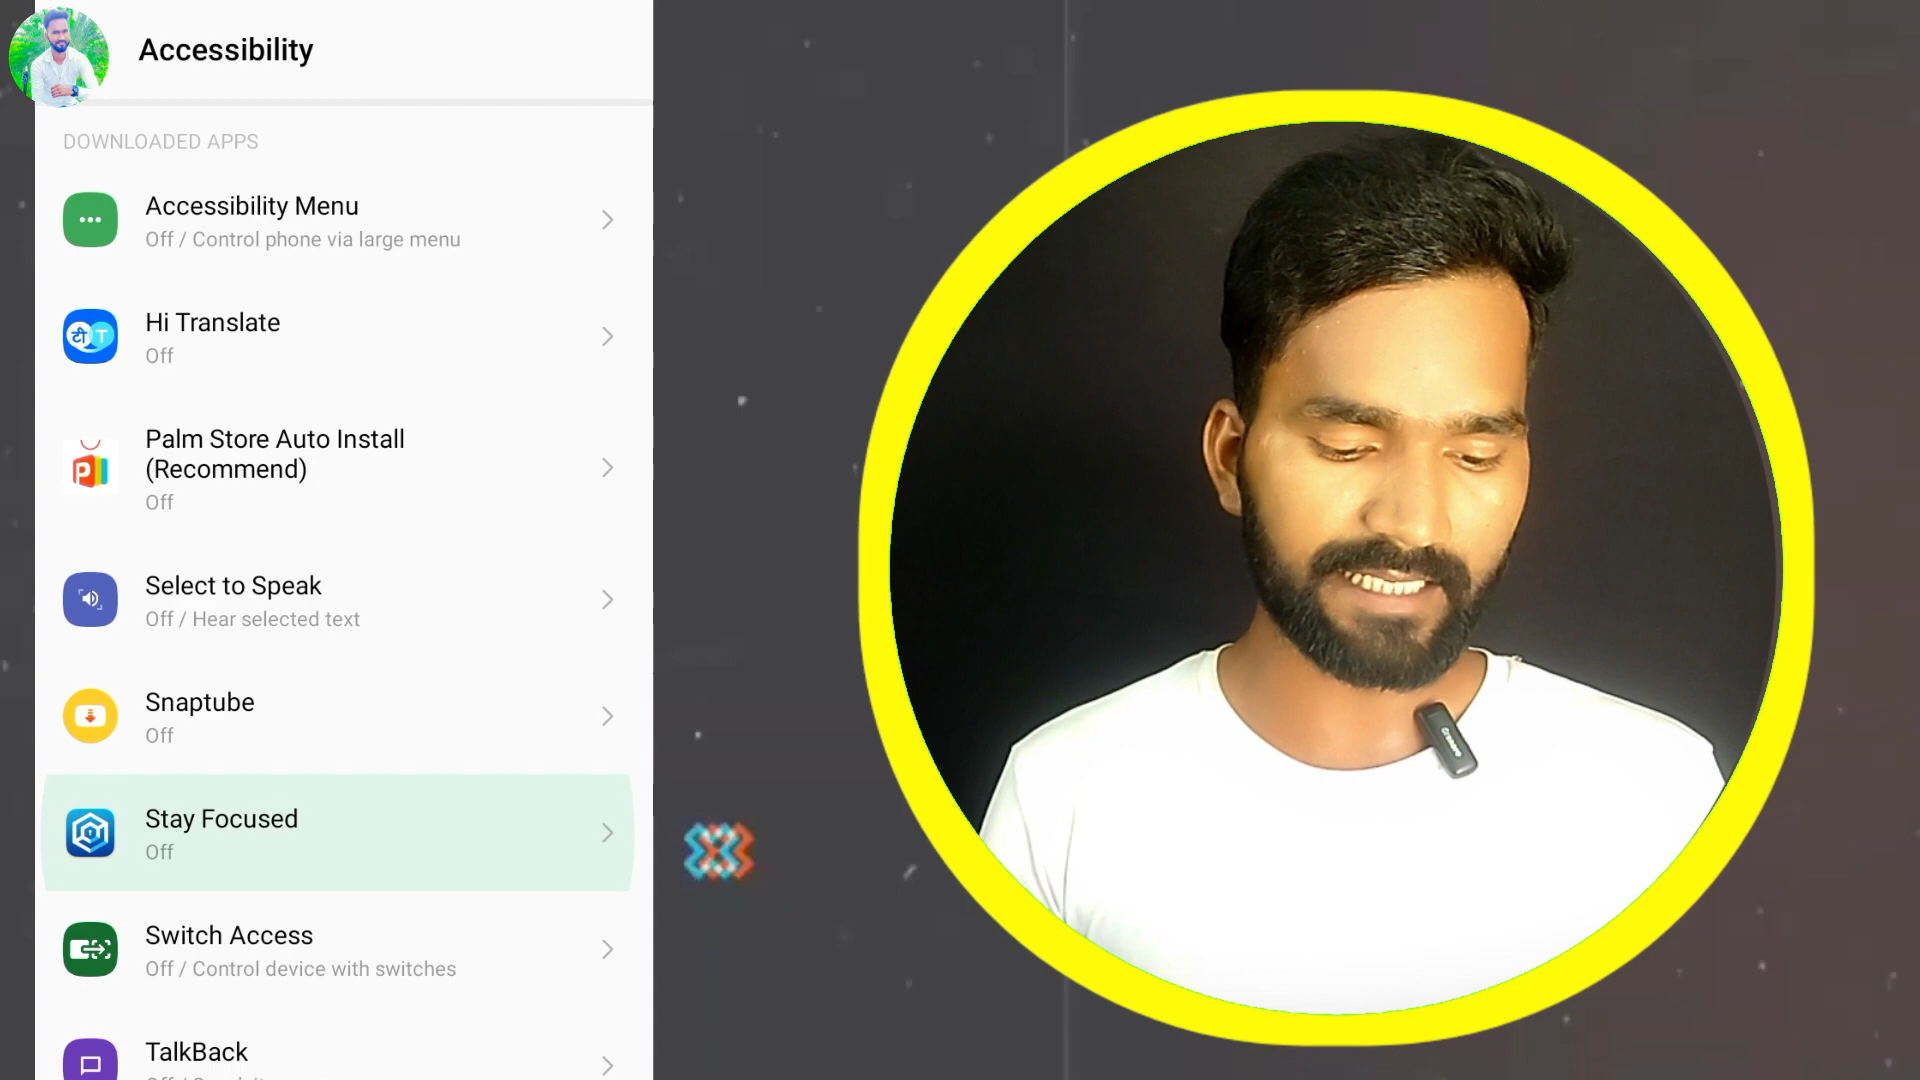 Accessibility
DOWNLOADED APPS
Accessibility Menu
Off / Control phone via large menu
Hi Translate
Off
Palm Store Auto Install
(Recommend)
Off
Select to Speak
Off / Hear selected text
Snaptube
Off
Stay Focused
Off
Switch Access
Off / Control device with switches
TalkBack